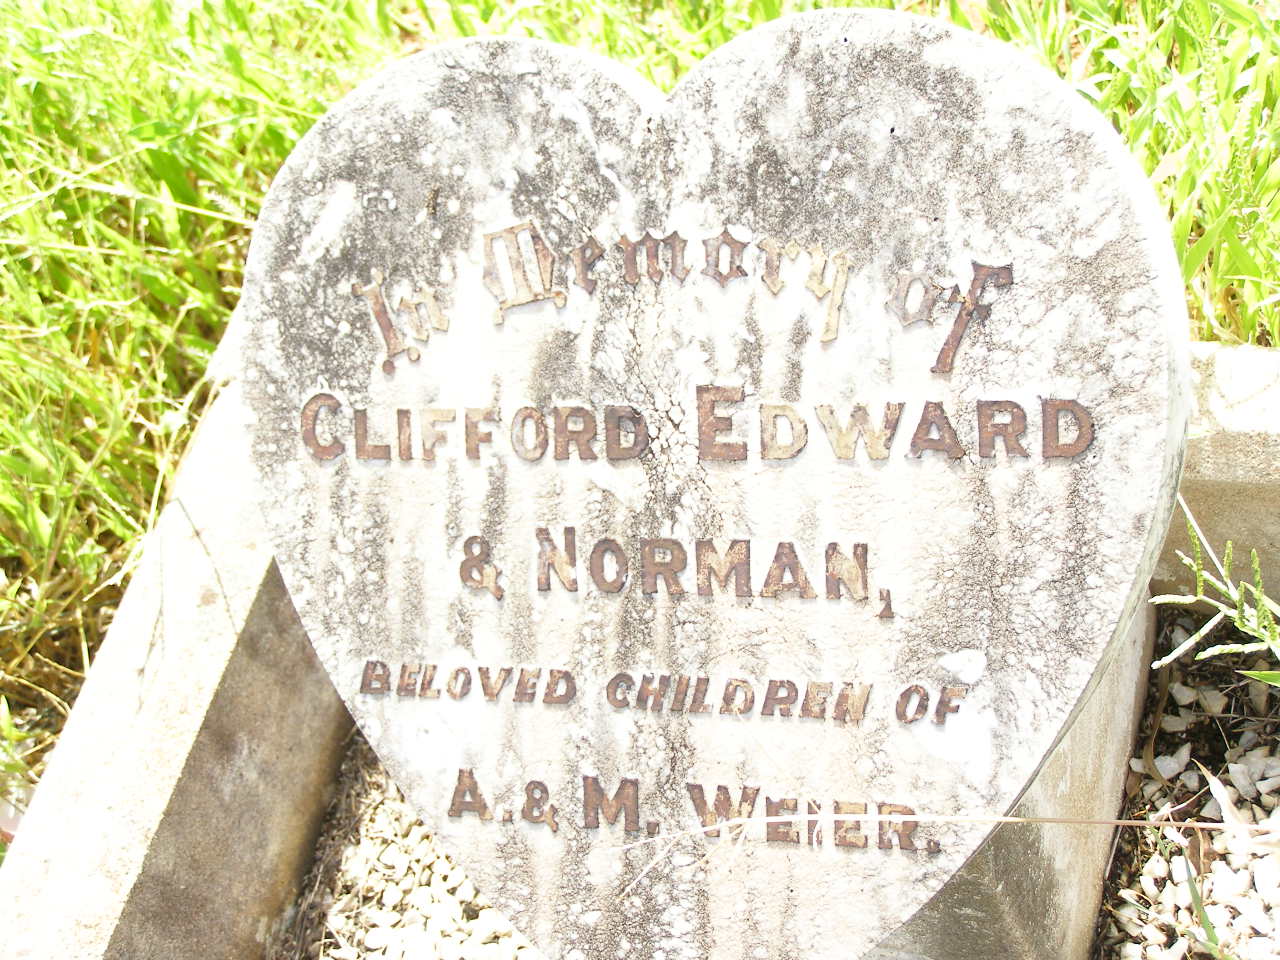 In Memory of
CLIFFORD EDWARD
& NORMAN,
BELOVED CHILDREN OF
A. & M. WEIER.